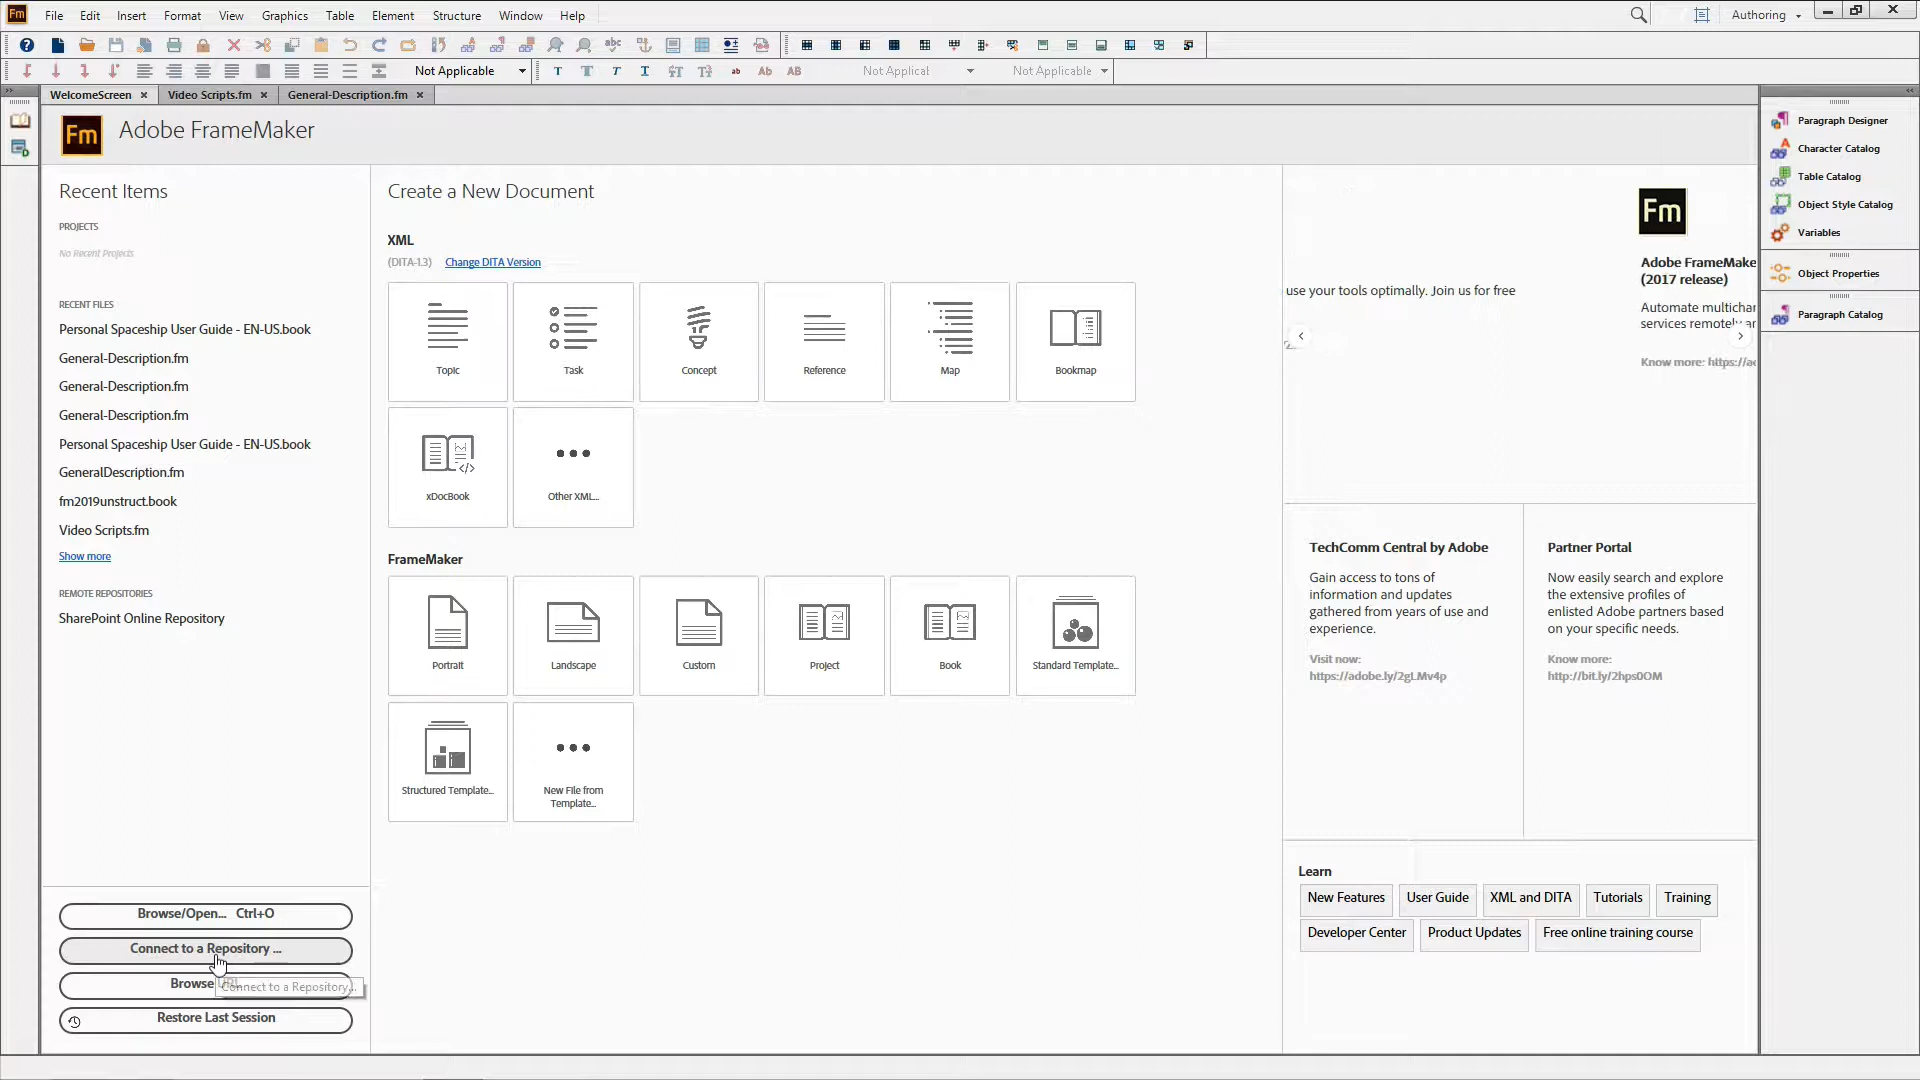 Fm File Edit Insert Format View Graphics Table Element Structure Window Help Authoring
Not Applicable Not Applicable
WelcomeScreen Video Scripts.fm General-Description.fm
Fm Adobe FrameMaker
Recent Items
PROJECTS
No Recent Projects
RECENT FILES
Personal Spaceship User Guide - EN-US.book
General-Description.fm
General-Description.fm
General-Description.fm
Personal Spaceship User Guide - EN-US.book
GeneralDescription.fm
fm2019unstruct.book
Video Scripts.fm
Show more
REMOTE REPOSITORIES
SharePoint Online Repository
Browse/Open... Ctrl+O
Connect to a Repository ...
Browse
Connect to a Repository...
Restore Last Session
Create a New Document
XML
(DITA-1.3) Change DITA Version
Topic Task Concept Reference Map Bookmap
xDocBook Other XML...
FrameMaker
Portrait Landscape Custom Project Book Standard Template...
Structured Template... New File from
Template...
use your tools optimally. Join us for free
Fm
Adobe FrameMake
(2017 release)
Automate multichar
services remotely
Know more: https://a
TechComm Central by Adobe
Gain access to tons of
information and updates
gathered from years of use and
experience.
Visit now:
https://adobe.ly/2gLMv4p
Partner Portal
Now easily search and explore
the extensive profiles of
enlisted Adobe partners based
on your specific needs.
Know more:
http://bit.ly/2hps0OM
Learn
New Features User Guide XML and DITA Tutorials Training
Developer Center Product Updates Free online training course
Paragraph Designer
Character Catalog
Table Catalog
Object Style Catalog
Variables
Object Properties
Paragraph Catalog